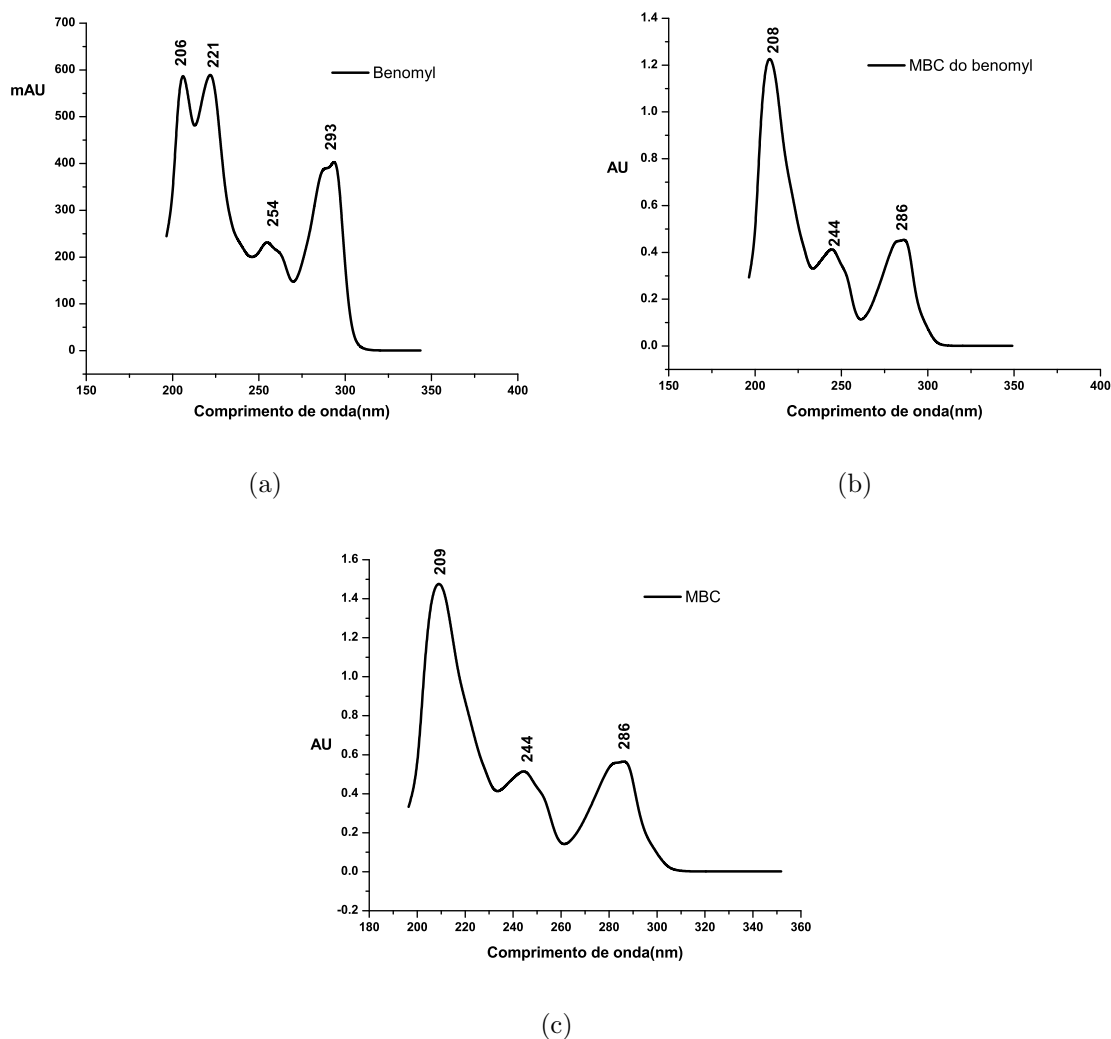 700
600
500
400
300
200
100
0
mAU
206
221
254
293
Benomyl
150 200 250 300 350 400
Comprimento de onda(nm)
(a)
1.4
1.2
1.0
0.8
0.6
0.4
0.2
0.0
AU
208
244
286
MBC do benomyl
150 200 250 300 350 400
Comprimento de onda(nm)
(b)
1.6
1.4
1.2
1.0
0.8
0.6
0.4
0.2
0.0
-0.2
AU
209
244
286
MBC
180 200 220 240 260 280 300 320 340 360
Comprimento de onda(nm)
(c)